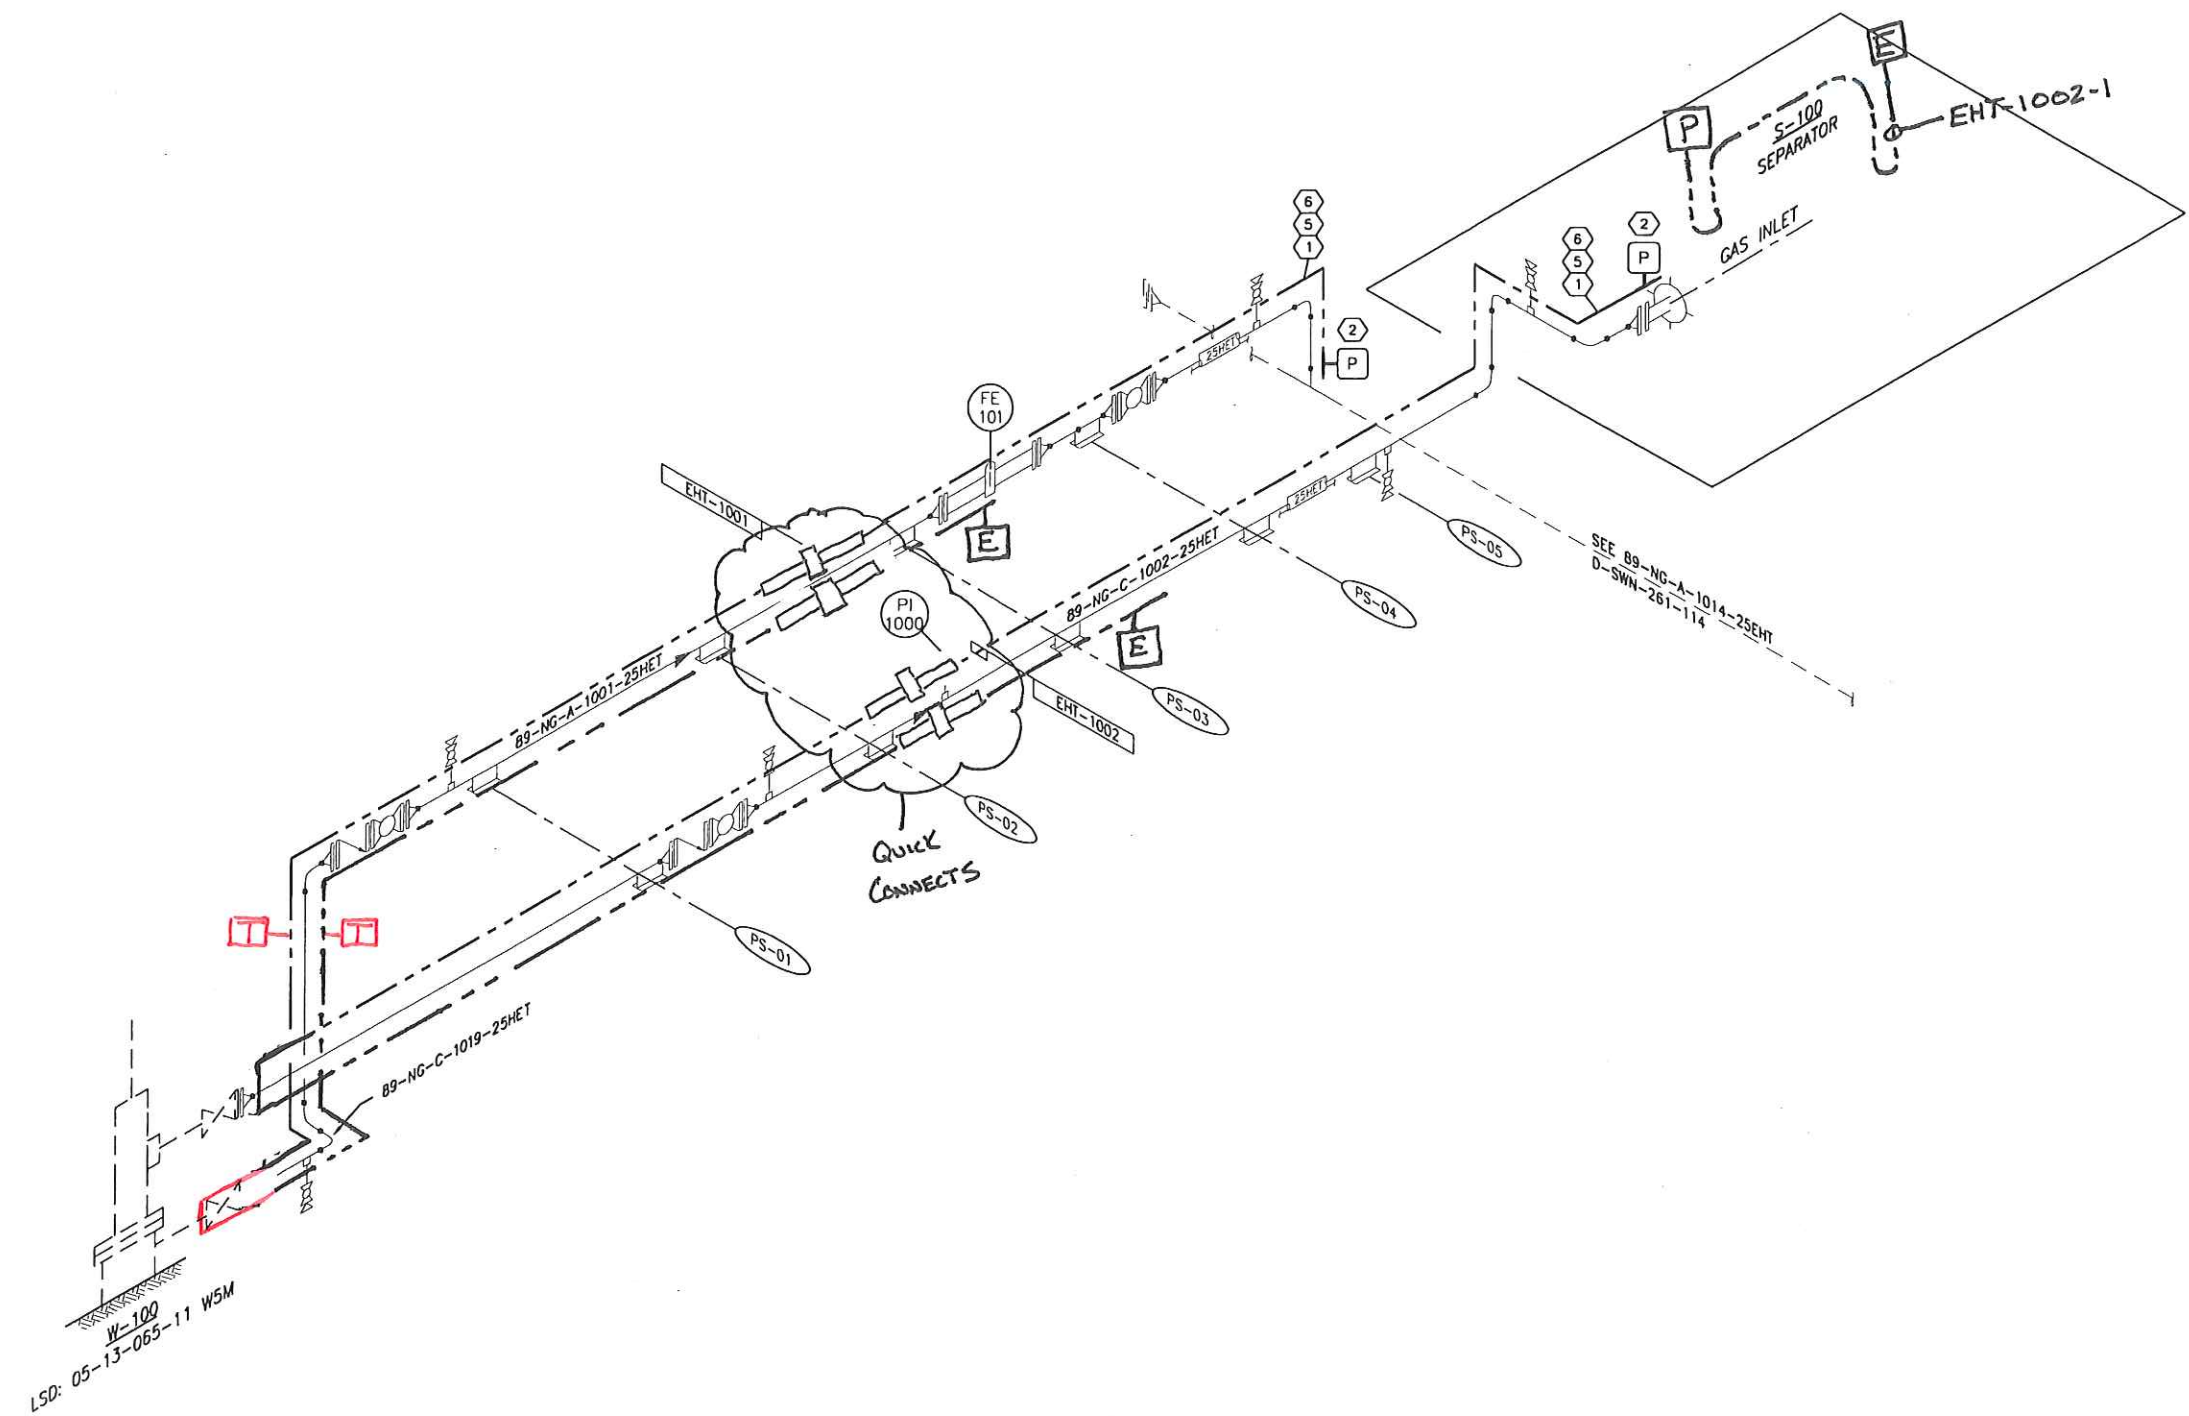 E
EHT-1002-1
P
S-100
SEPARATOR
GAS INLET
6
5
1
2
P
6
5
1
2
P
25HET
FE
101
EHT-1001
E
PI
1000
89-NG-C-1002-25HET
25HET
PS-05
PS-04
PS-03
PS-02
PS-01
SEE 89-NG-A-1014-25EHT
D-SWN-261-114
E
EHT-1002
89-NG-A-1001-25HET
QUICK
CONNECTS
T
T
89-NG-C-1019-25HET
W-100
LSD: 05-13-065-11 W5M